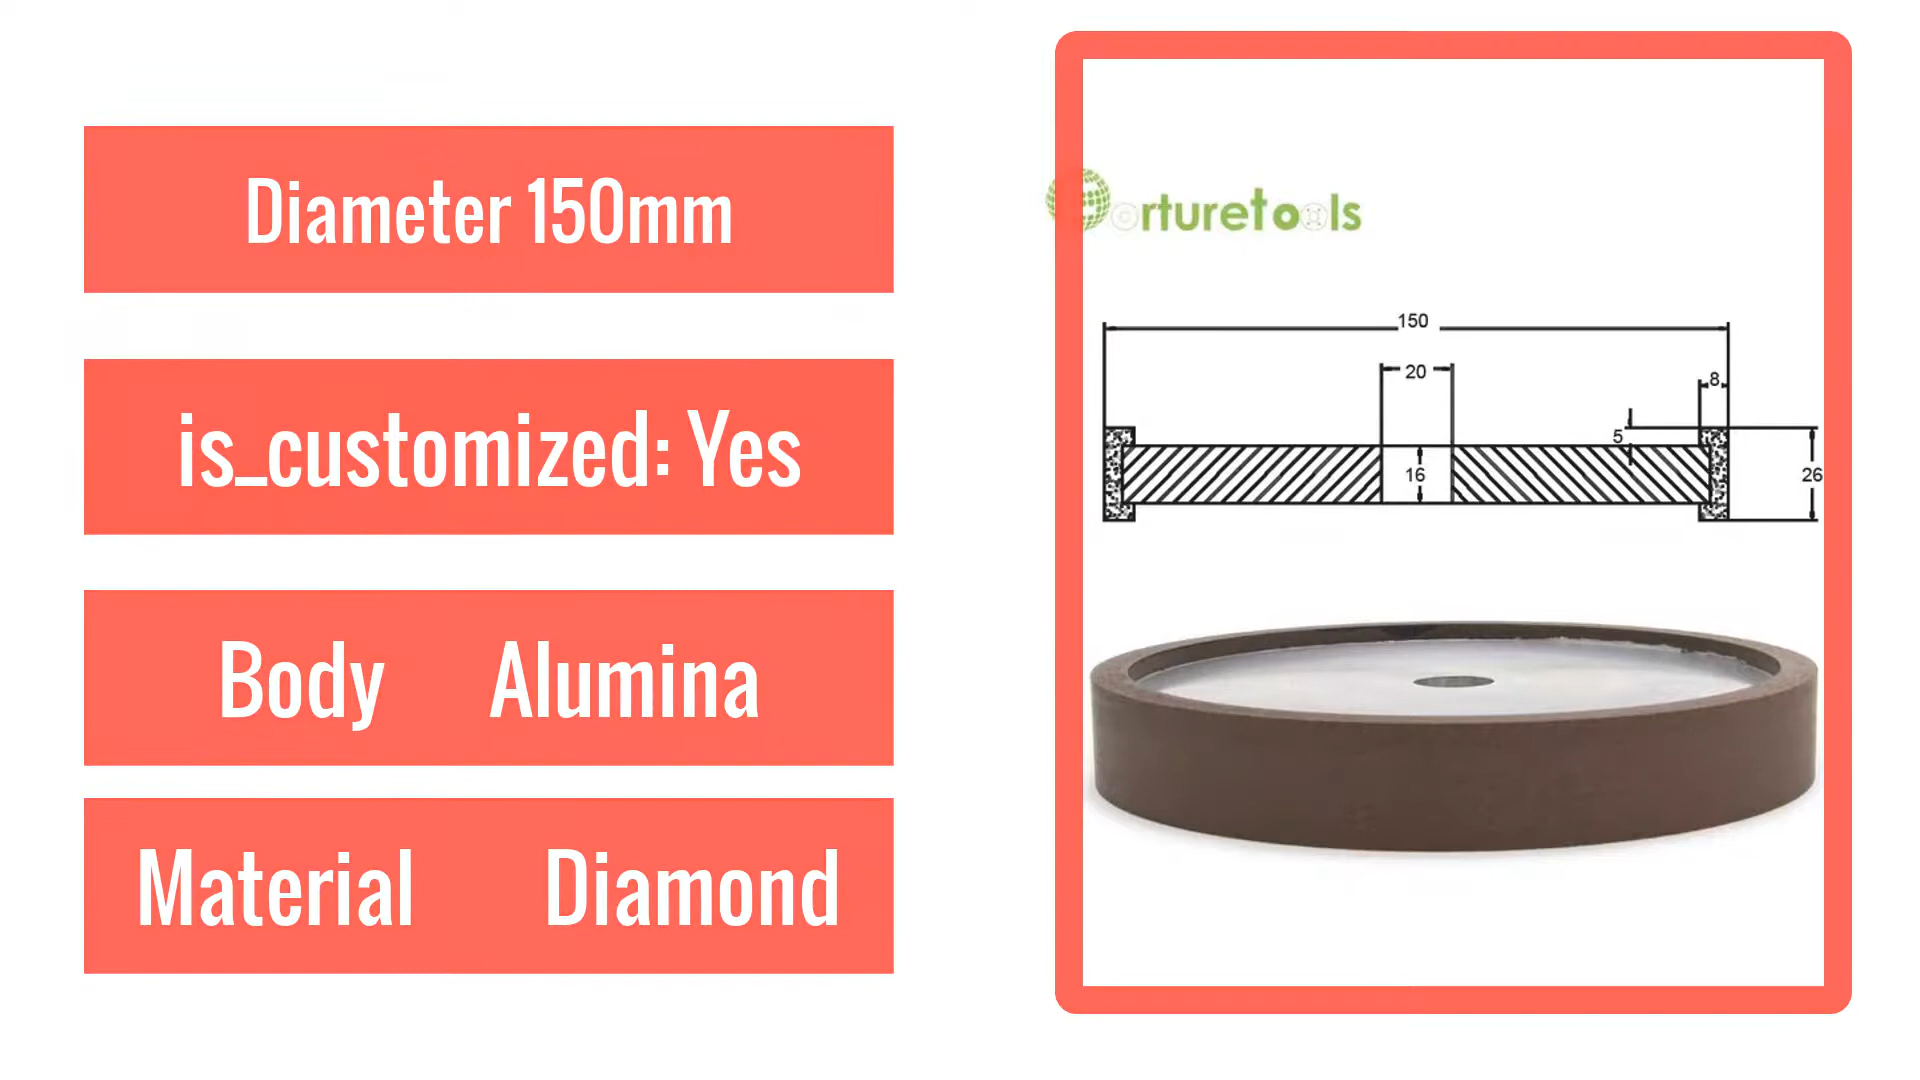 Diameter 150mm
is_customized: Yes
Body Alumina
Material Diamond
orturetools
150
20
8
5
16
26